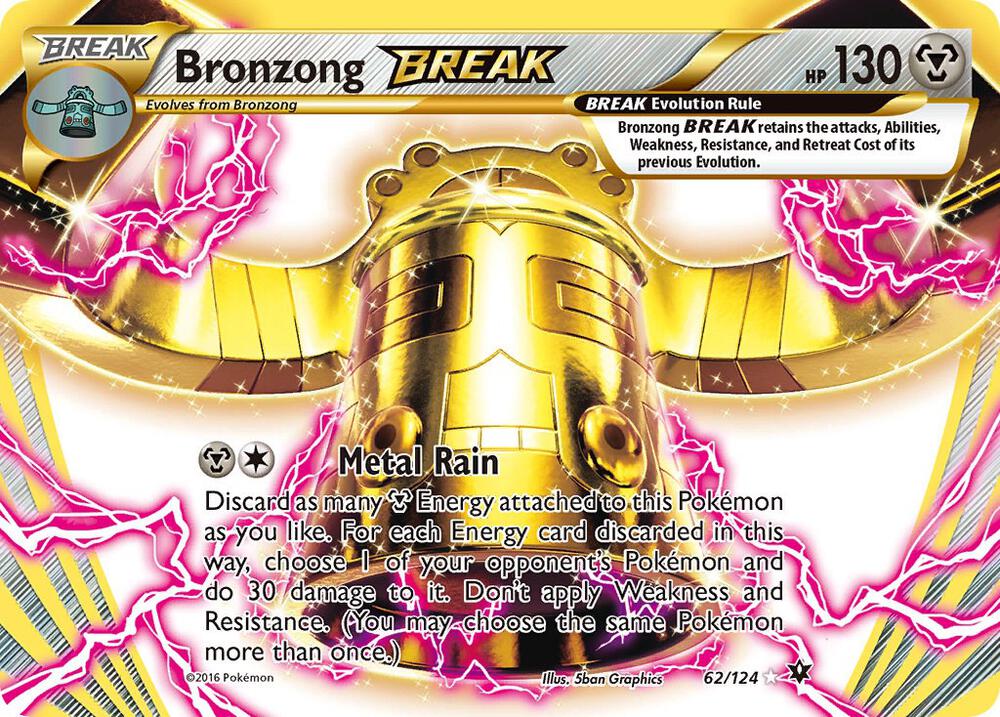 BREAK
Bronzong BREAK HP 130
Evolves from Bronzong
BREAK Evolution Rule
Bronzong BREAK retains the attacks, Abilities,
Weakness, Resistance, and Retreat Cost of its
previous Evolution.
Metal Rain
Discard as many Energy attached to this Pokémon
as you like. For each Energy card discarded in this
way, choose 1 of your opponent's Pokémon and
do 30 damage to it. Don't apply Weakness and
Resistance. (You may choose the same Pokémon
more than once.)
©2016 Pokémon
Illus. 5ban Graphics
62/124